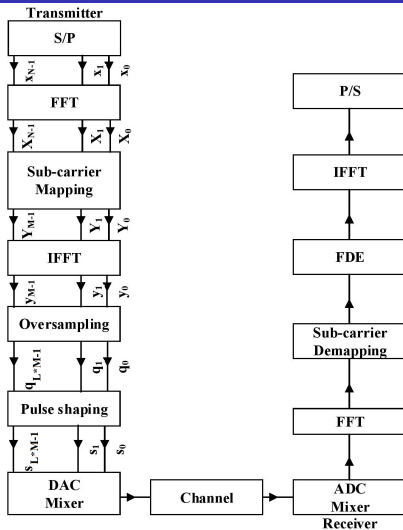 Transmitter
S/P
x_{N-1} x_1 x_0
FFT
X_{N-1} X_1 X_0
Sub-carrier
Mapping
Y_{M-1} Y_1 Y_0
IFFT
y_{M-1} y_1 y_0
Oversampling
q_{L*M-1} q_1 q_0
Pulse shaping
s_{L*M-1} s_1 s_0
DAC
Mixer
Channel
P/S
IFFT
FDE
Sub-carrier
Demapping
FFT
ADC
Mixer
Receiver